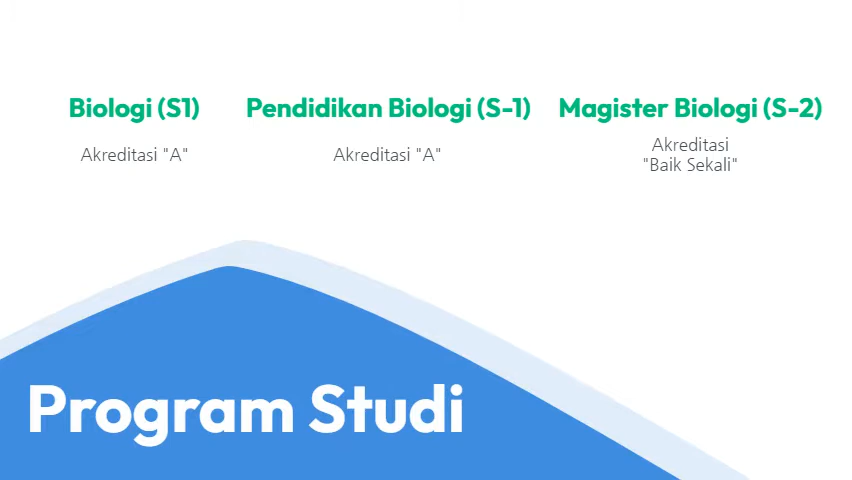 Biologi (S1)
Akreditasi "A"
Pendidikan Biologi (S-1)
Akreditasi "A"
Magister Biologi (S-2)
Akreditasi
"Baik Sekali"
Program Studi